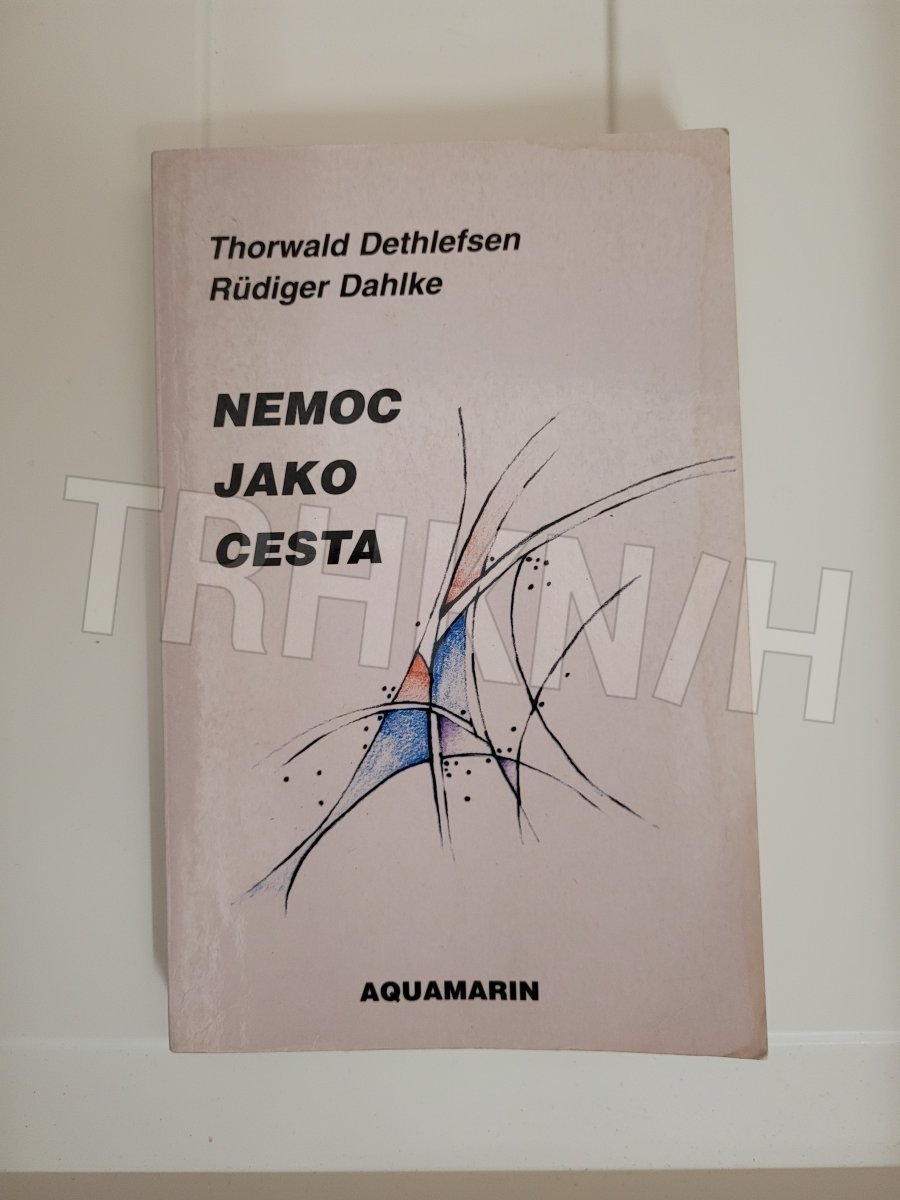 Thorwald Dethlefsen
Rüdiger Dahlke
NEMOC
JAKO
CESTA
TRHKNIH
AQUAMARIN